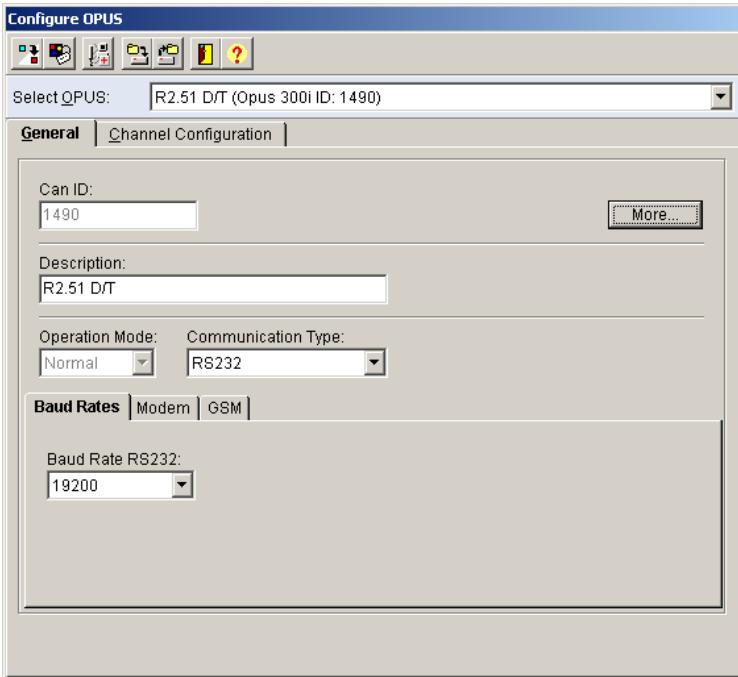 Configure OPUS
?
Select OPUS: R2.51 D/T (Opus 300i ID: 1490)
General Channel Configuration
Can ID:
1490 More...
Description:
R2.51 D/T
Operation Mode: Communication Type:
Normal RS232
Baud Rates Modem GSM
Baud Rate RS232:
19200